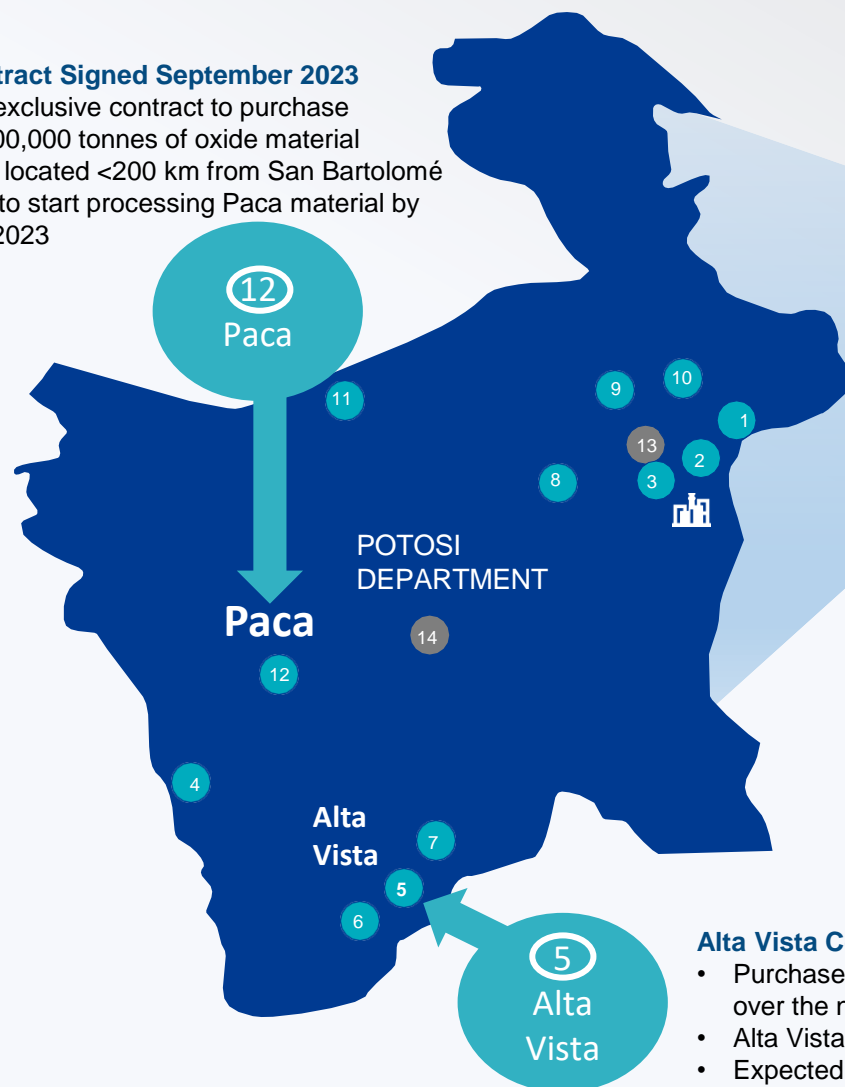 tract Signed September 2023
exclusive contract to purchase
00,000 tonnes of oxide material
located <200 km from San Bartolomé
to start processing Paca material by
2023
12
Paca
11
9
10
1
13
2
3
8
POTOSI
DEPARTMENT
Paca
14
12
4
Alta
Vista
7
5
6
5
Alta
Vista
Alta Vista C
• Purchase
over the
• Alta Vista
• Expected